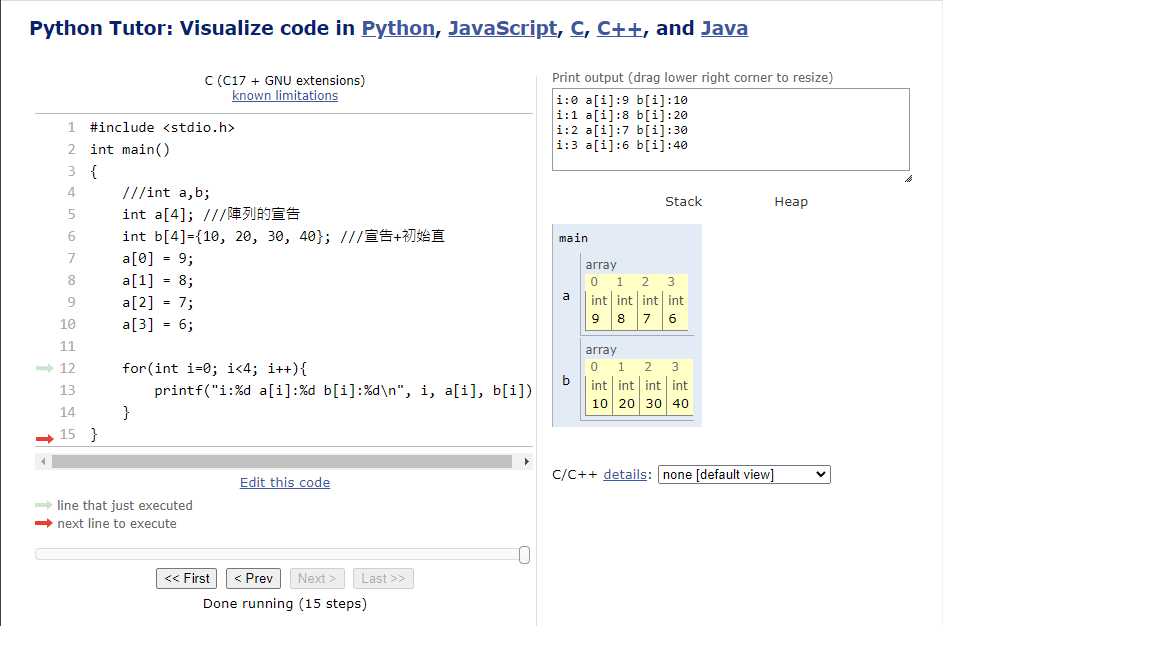 Python Tutor: Visualize code in Python, JavaScript, C, C++, and Java
C (C17 + GNU extensions)
known limitations
1 #include <stdio.h>
2 int main()
3 {
4 ///int a,b;
5 int a[4]; ///陣列的宣告
6 int b[4]={10, 20, 30, 40}; ///宣告+初始直
7 a[0] = 9;
8 a[1] = 8;
9 a[2] = 7;
10 a[3] = 6;
11
12 for(int i=0; i<4; i++){
13 printf("i:%d a[i]:%d b[i]:%d\n", i, a[i], b[i])
14 }
15 }
Edit this code
line that just executed
next line to execute
<< First < Prev Next > Last >>
Done running (15 steps)
Print output (drag lower right corner to resize)
i:0 a[i]:9 b[i]:10
i:1 a[i]:8 b[i]:20
i:2 a[i]:7 b[i]:30
i:3 a[i]:6 b[i]:40
Stack Heap
main
array
0 1 2 3
a
int int int int
9 8 7 6
array
0 1 2 3
b
int int int int
10 20 30 40
C/C++ details: none [default view]